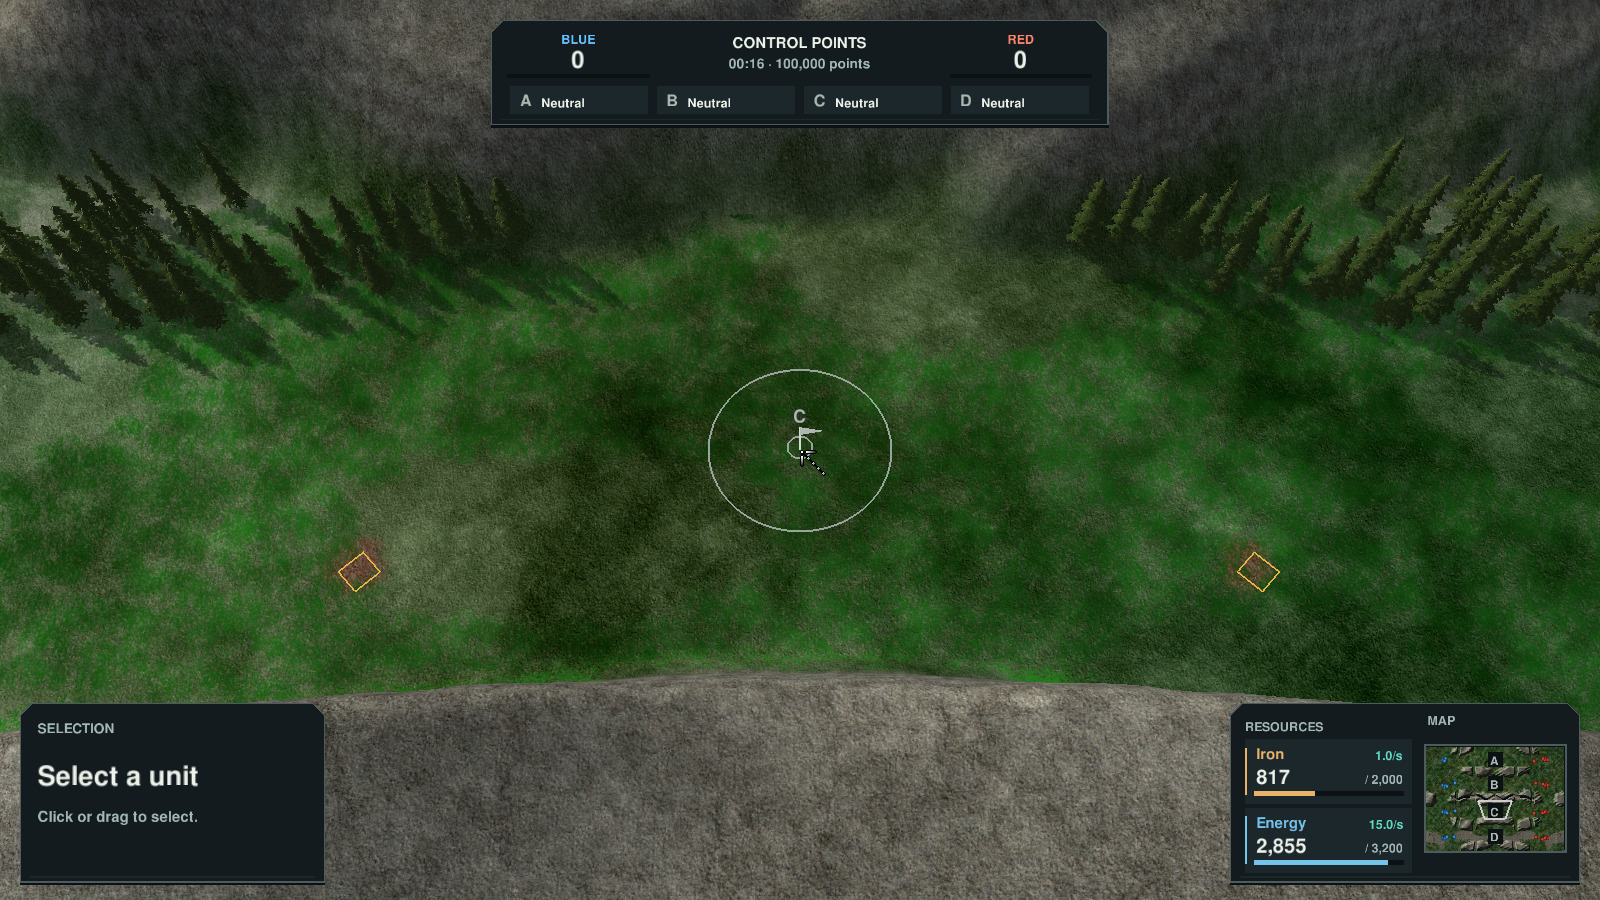 BLUE
0
CONTROL POINTS
00:16 · 100,000 points
RED
0
A Neutral
B Neutral
C Neutral
D Neutral
C
SELECTION
Select a unit
Click or drag to select.
RESOURCES
Iron
1.0/s
817
/ 2,000
Energy
15.0/s
2,855
/ 3,200
MAP
A
B
C
D